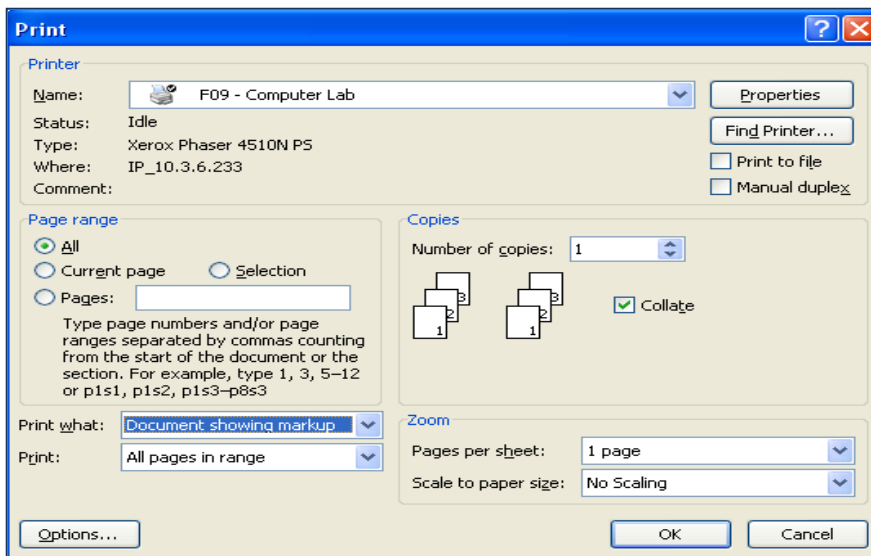 Print
Printer
Name: F09 - Computer Lab Properties
Status: Idle
Find Printer...
Type: Xerox Phaser 4510N PS
Where: IP_10.3.6.233 Print to file
Comment: Manual duplex
Page range
All
Current page Selection
Pages:
Type page numbers and/or page
ranges separated by commas counting
from the start of the document or the
section. For example, type 1, 3, 5–12
or p1s1, p1s2, p1s3–p8s3
Copies
Number of copies: 1
3 3
2 2
1 1
Collate
Print what: Document showing markup
Print: All pages in range
Zoom
Pages per sheet: 1 page
Scale to paper size: No Scaling
Options... OK Cancel